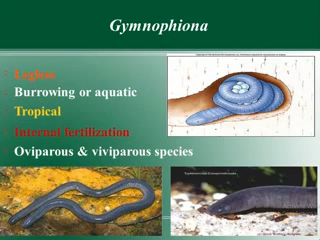 Gymnophiona
Legless
Burrowing or aquatic
Tropical
Internal fertilization
Oviparous & viviparous species